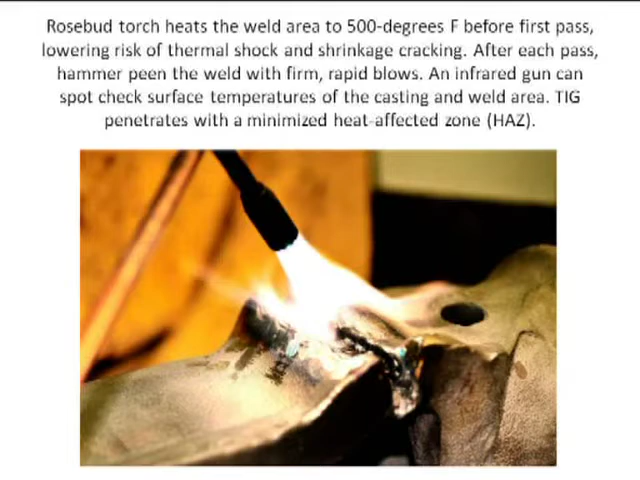 Rosebud torch heats the weld area to 500-degrees F before first pass,
lowering risk of thermal shock and shrinkage cracking. After each pass,
hammer peen the weld with firm, rapid blows. An infrared gun can
spot check surface temperatures of the casting and weld area. TIG
penetrates with a minimized heat-affected zone (HAZ).